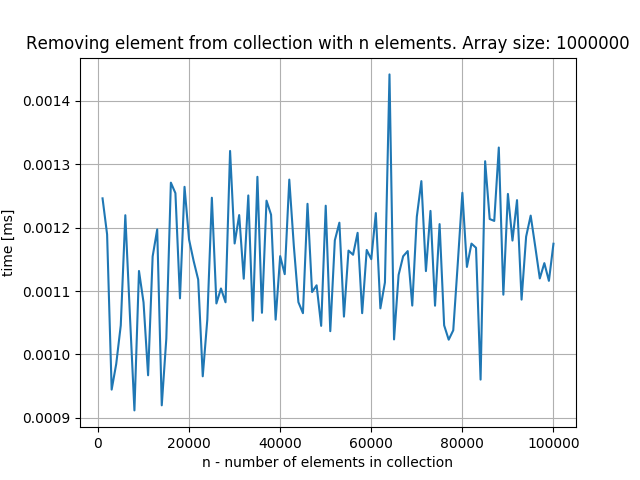 Removing element from collection with n elements. Array size: 1000000
time [ms]
0.0014
0.0013
0.0012
0.0011
0.0010
0.0009
0 20000 40000 60000 80000 100000
n - number of elements in collection